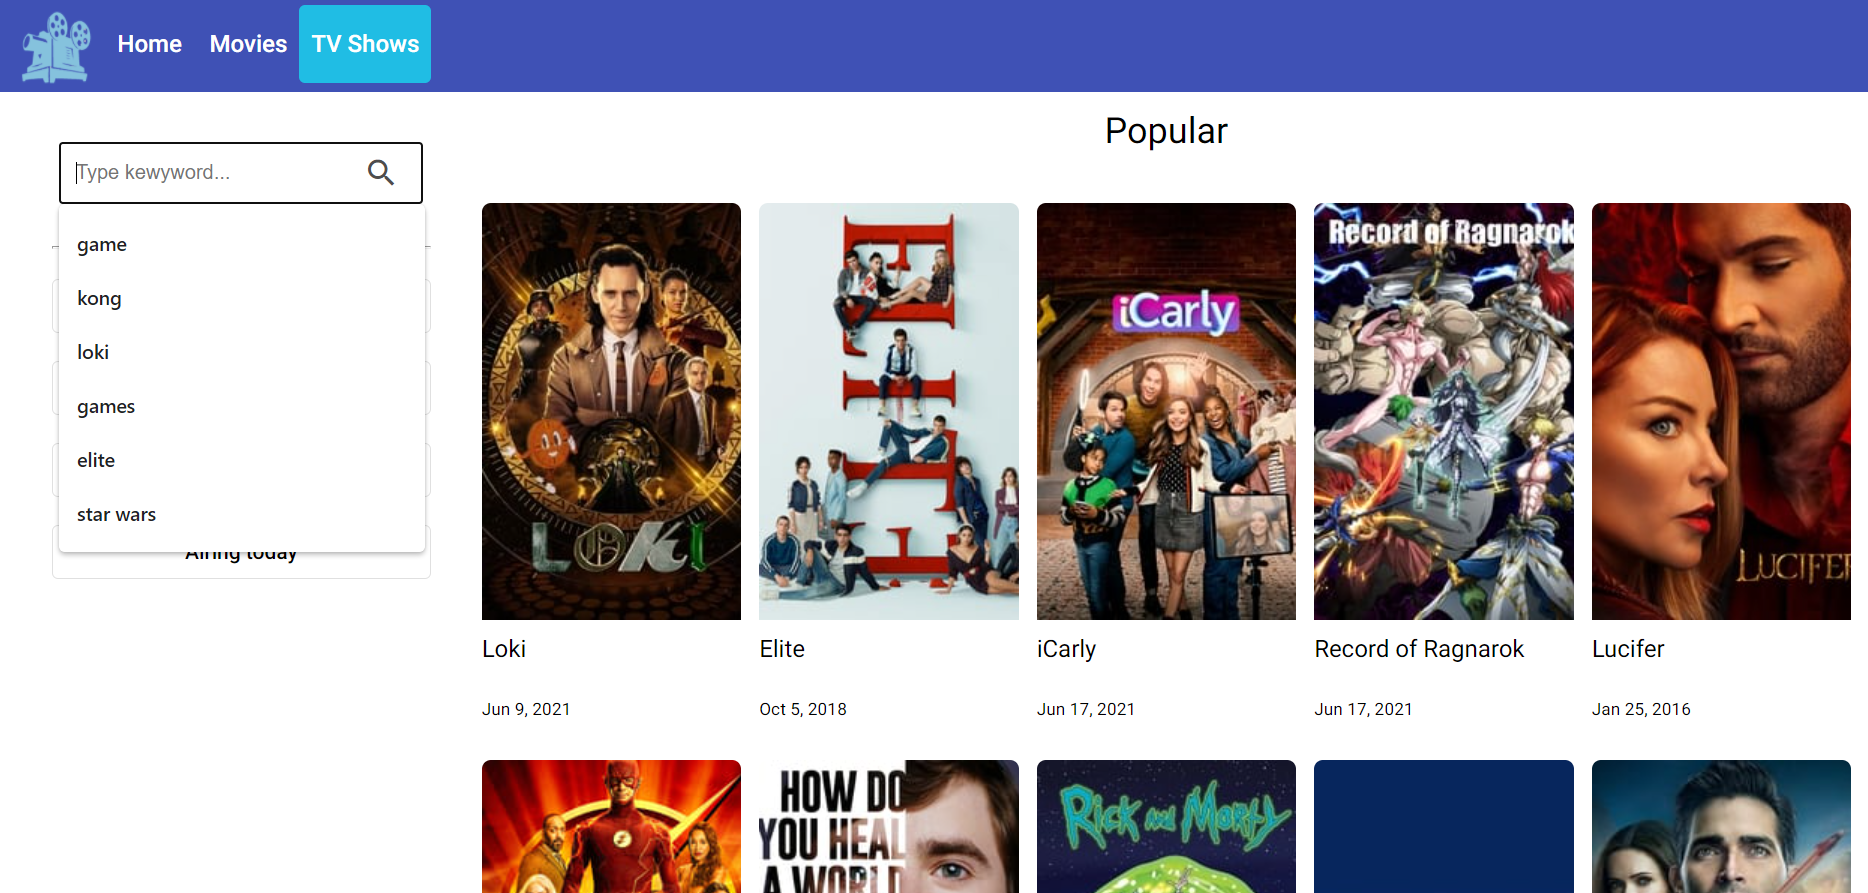 Home Movies TV Shows
Type kewyword...
game
kong
loki
games
elite
star wars
Airing today
Popular
ELITE
iCarly
Record of Ragnarok
LOKI
LUCIFER
Loki
Elite
iCarly
Record of Ragnarok
Lucifer
Jun 9, 2021
Oct 5, 2018
Jun 17, 2021
Jun 17, 2021
Jan 25, 2016
HOW DO
YOU HEAL
A WORLD
Rick and Morty